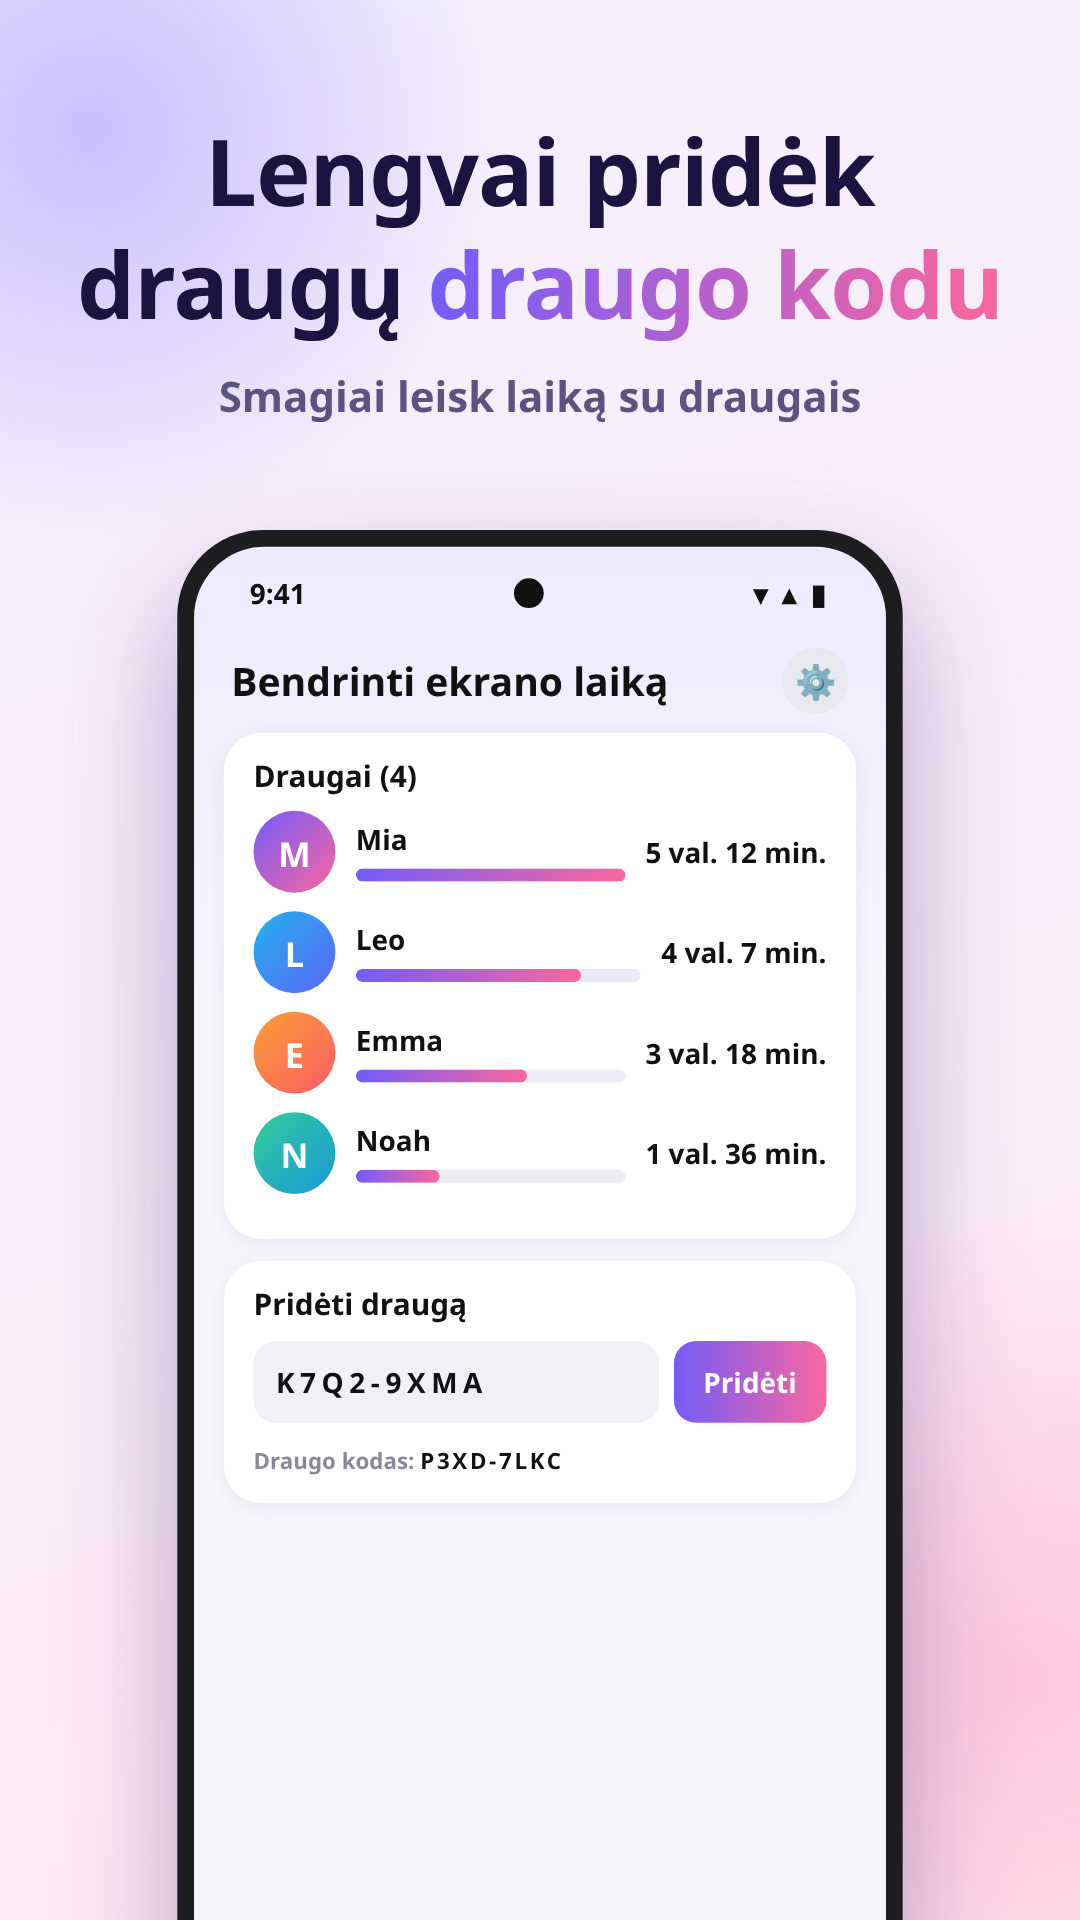 Lengvai pridėk
draugų draugo kodu
Smagiai leisk laiką su draugais
9:41
Bendrinti ekrano laiką
Draugai (4)
M
Mia
5 val. 12 min.
L
Leo
4 val. 7 min.
E
Emma
3 val. 18 min.
N
Noah
1 val. 36 min.
Pridėti draugą
K7Q2-9XMA
Pridėti
Draugo kodas: P3XD-7LKC